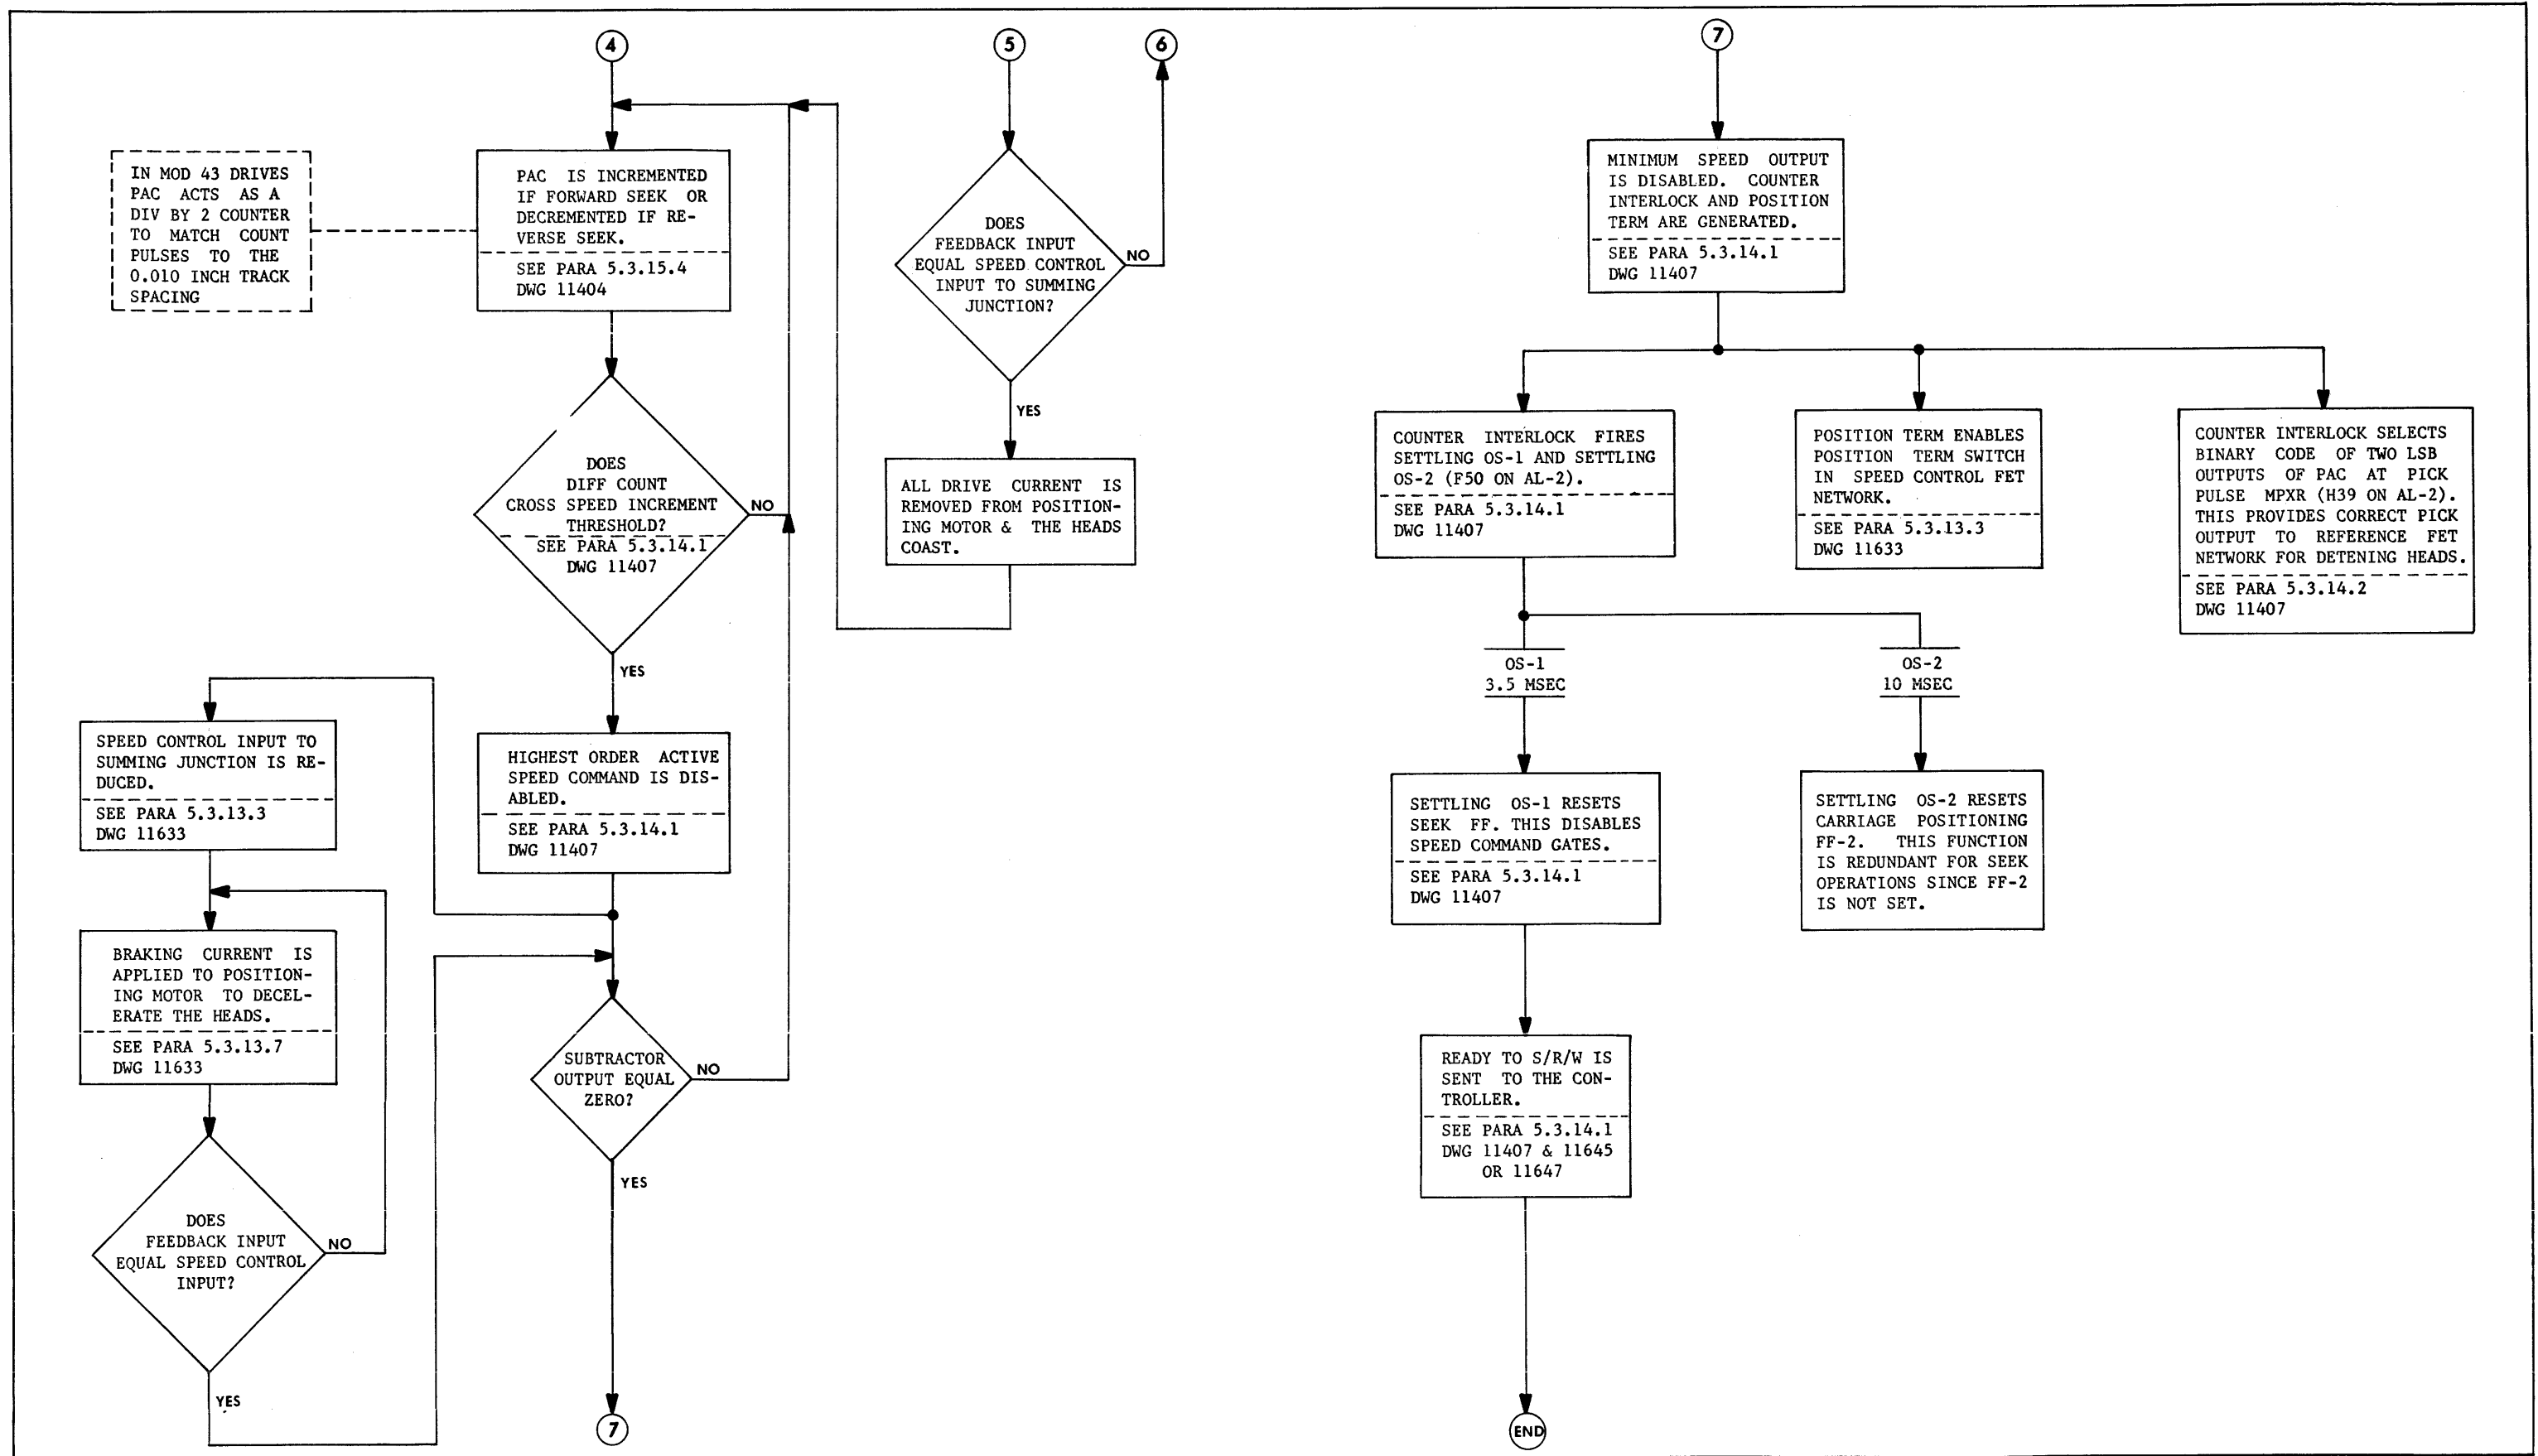 4
IN MOD 43 DRIVES
PAC ACTS AS A
DIV BY 2 COUNTER
TO MATCH COUNT
PULSES TO THE
0.010 INCH TRACK
SPACING
PAC IS INCREMENTED
IF FORWARD SEEK OR
DECREMENTED IF RE-
VERSE SEEK.
SEE PARA 5.3.15.4
DWG 11404
DOES
DIFF COUNT
CROSS SPEED INCREMENT
THRESHOLD?
SEE PARA 5.3.14.1
DWG 11407
NO
YES
HIGHEST ORDER ACTIVE
SPEED COMMAND IS DIS-
ABLED.
SEE PARA 5.3.14.1
DWG 11407
SPEED CONTROL INPUT TO
SUMMING JUNCTION IS RE-
DUCED.
SEE PARA 5.3.13.3
DWG 11633
BRAKING CURRENT IS
APPLIED TO POSITION-
ING MOTOR TO DECEL-
ERATE THE HEADS.
SEE PARA 5.3.13.7
DWG 11633
DOES
FEEDBACK INPUT
EQUAL SPEED CONTROL
INPUT?
NO
YES
SUBTRACTOR
OUTPUT EQUAL
ZERO?
NO
YES
7
5
6
DOES
FEEDBACK INPUT
EQUAL SPEED CONTROL
INPUT TO SUMMING
JUNCTION?
NO
YES
ALL DRIVE CURRENT IS
REMOVED FROM POSITION-
ING MOTOR & THE HEADS
COAST.
7
MINIMUM SPEED OUTPUT
IS DISABLED. COUNTER
INTERLOCK AND POSITION
TERM ARE GENERATED.
SEE PARA 5.3.14.1
DWG 11407
COUNTER INTERLOCK FIRES
SETTLING OS-1 AND SETTLING
OS-2 (F50 ON AL-2).
SEE PARA 5.3.14.1
DWG 11407
POSITION TERM ENABLES
POSITION TERM SWITCH
IN SPEED CONTROL FET
NETWORK.
SEE PARA 5.3.13.3
DWG 11633
COUNTER INTERLOCK SELECTS
BINARY CODE OF TWO LSB
OUTPUTS OF PAC AT PICK
PULSE MPXR (H39 ON AL-2).
THIS PROVIDES CORRECT PICK
OUTPUT TO REFERENCE FET
NETWORK FOR DETENING HEADS.
SEE PARA 5.3.14.2
DWG 11407
OS-1
3.5 MSEC
OS-2
10 MSEC
SETTLING OS-1 RESETS
SEEK FF. THIS DISABLES
SPEED COMMAND GATES.
SEE PARA 5.3.14.1
DWG 11407
SETTLING OS-2 RESETS
CARRIAGE POSITIONING
FF-2. THIS FUNCTION
IS REDUNDANT FOR SEEK
OPERATIONS SINCE FF-2
IS NOT SET.
READY TO S/R/W IS
SENT TO THE CON-
TROLLER.
SEE PARA 5.3.14.1
DWG 11407 & 11645
OR 11647
END